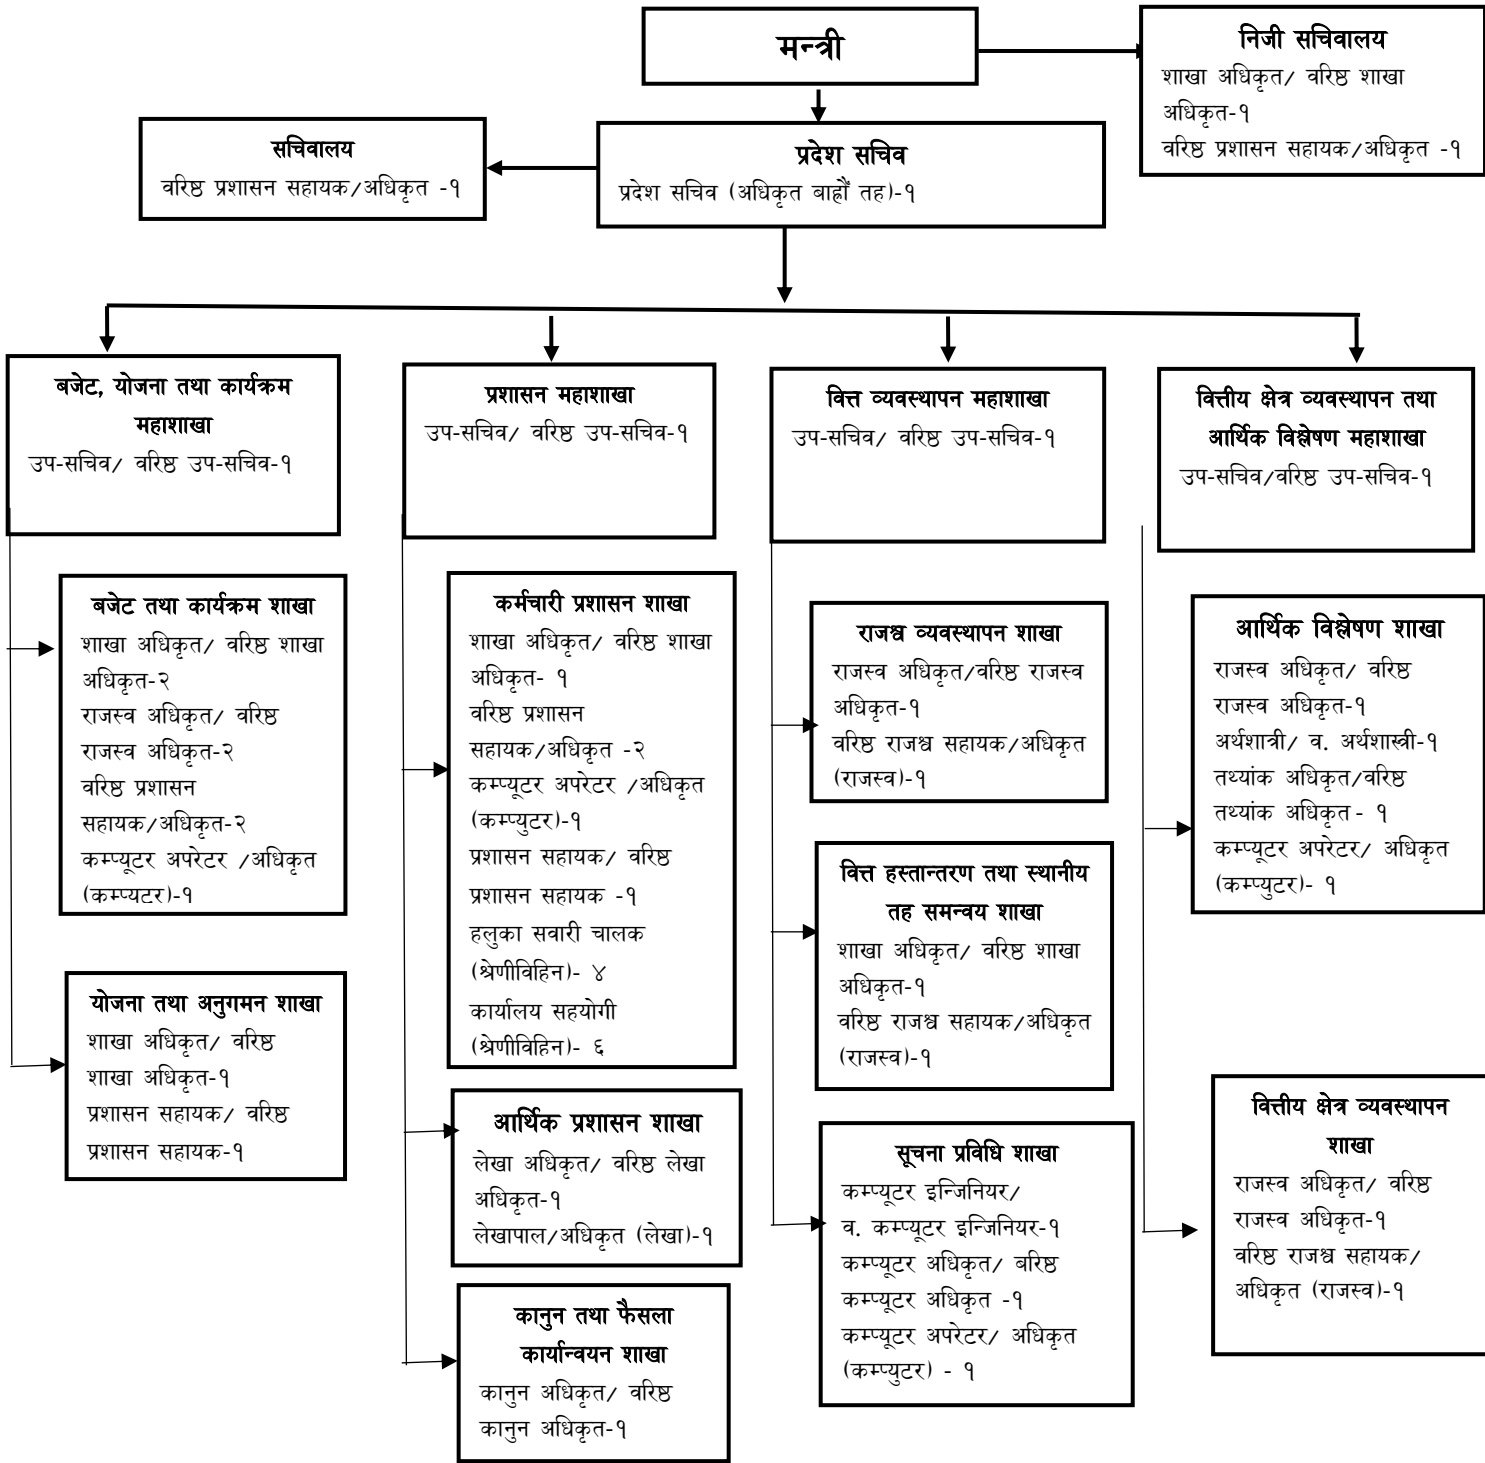 मन्त्री
निजी सचिवालय
शाखा अधिकृत/ वरिष्ठ शाखा
अधिकृत-१
वरिष्ठ प्रशासन सहायक/अधिकृत -१
सचिवालय
वरिष्ठ प्रशासन सहायक/अधिकृत -१
प्रदेश सचिव
प्रदेश सचिव (अधिकृत बाह्रौँ तह)-१
बजेट, योजना तथा कार्यक्रम
महाशाखा
उप-सचिव/ वरिष्ठ उप-सचिव-१
प्रशासन महाशाखा
उप-सचिव/ वरिष्ठ उप-सचिव-१
वित्त व्यवस्थापन महाशाखा
उप-सचिव/ वरिष्ठ उप-सचिव-१
वित्तीय क्षेत्र व्यवस्थापन तथा
आर्थिक विश्लेषण महाशाखा
उप-सचिव/वरिष्ठ उप-सचिव-१
बजेट तथा कार्यक्रम शाखा
शाखा अधिकृत/ वरिष्ठ शाखा
अधिकृत-२
राजस्व अधिकृत/ वरिष्ठ
राजस्व अधिकृत-२
वरिष्ठ प्रशासन
सहायक/अधिकृत-२
कम्प्यूटर अपरेटर /अधिकृत
(कम्प्यटर)-१
योजना तथा अनुगमन शाखा
शाखा अधिकृत/ वरिष्ठ
शाखा अधिकृत-१
प्रशासन सहायक/ वरिष्ठ
प्रशासन सहायक-१
कर्मचारी प्रशासन शाखा
शाखा अधिकृत/ वरिष्ठ शाखा
अधिकृत- १
वरिष्ठ प्रशासन
सहायक/अधिकृत -२
कम्प्यूटर अपरेटर /अधिकृत
(कम्प्युटर)-१
प्रशासन सहायक/ वरिष्ठ
प्रशासन सहायक -१
हलुका सवारी चालक
(श्रेणीविहिन)- ४
कार्यालय सहयोगी
(श्रेणीविहिन)- ६
आर्थिक प्रशासन शाखा
लेखा अधिकृत/ वरिष्ठ लेखा
अधिकृत-१
लेखापाल/अधिकृत (लेखा)-१
कानुन तथा फैसला
कार्यान्वयन शाखा
कानुन अधिकृत/ वरिष्ठ
कानुन अधिकृत-१
राजश्व व्यवस्थापन शाखा
राजस्व अधिकृत/वरिष्ठ राजस्व
अधिकृत-१
वरिष्ठ राजश्व सहायक/अधिकृत
(राजस्व)-१
वित्त हस्तान्तरण तथा स्थानीय
तह समन्वय शाखा
शाखा अधिकृत/ वरिष्ठ शाखा
अधिकृत-१
वरिष्ठ राजश्व सहायक/अधिकृत
(राजस्व)-१
सूचना प्रविधि शाखा
कम्प्यूटर इन्जिनियर/
व. कम्प्यूटर इन्जिनियर-१
कम्प्यूटर अधिकृत/ बरिष्ठ
कम्प्यूटर अधिकृत -१
कम्प्यूटर अपरेटर/ अधिकृत
(कम्प्युटर) - १
आर्थिक विश्लेषण शाखा
राजस्व अधिकृत/ वरिष्ठ
राजस्व अधिकृत-१
अर्थशात्री/ व. अर्थशास्त्री-१
तथ्यांक अधिकृत/वरिष्ठ
तथ्यांक अधिकृत - १
कम्प्यूटर अपरेटर/ अधिकृत
(कम्प्युटर)- १
वित्तीय क्षेत्र व्यवस्थापन
शाखा
राजस्व अधिकृत/ वरिष्ठ
राजस्व अधिकृत-१
वरिष्ठ राजश्व सहायक/
अधिकृत (राजस्व)-१